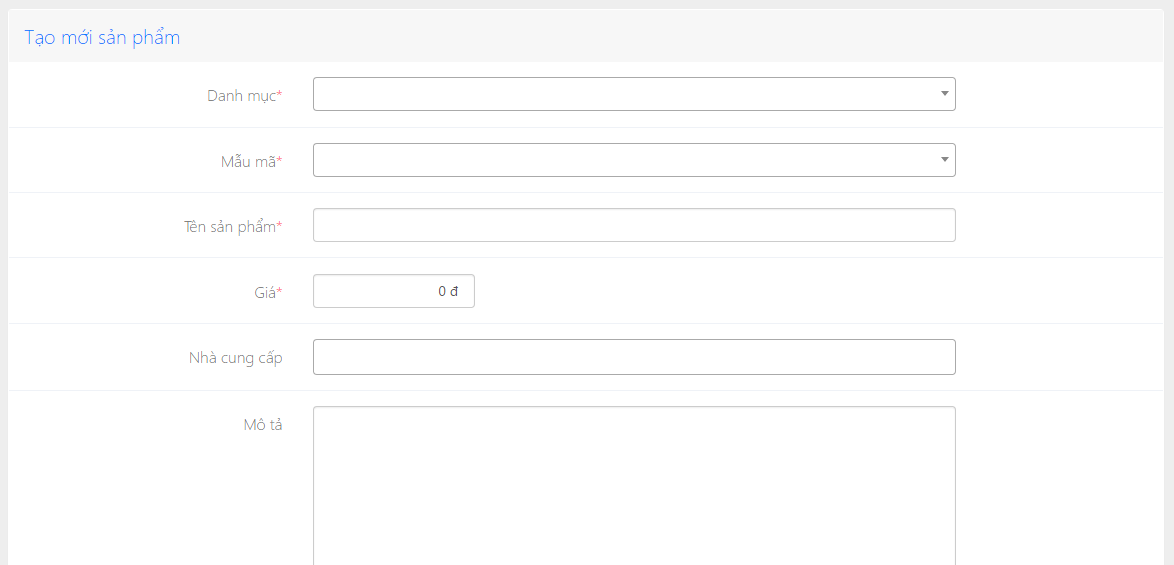 Tạo mới sản phẩm
Danh mục*
Mẫu mã*
Tên sản phẩm*
Giá* 0 đ
Nhà cung cấp
Mô tả